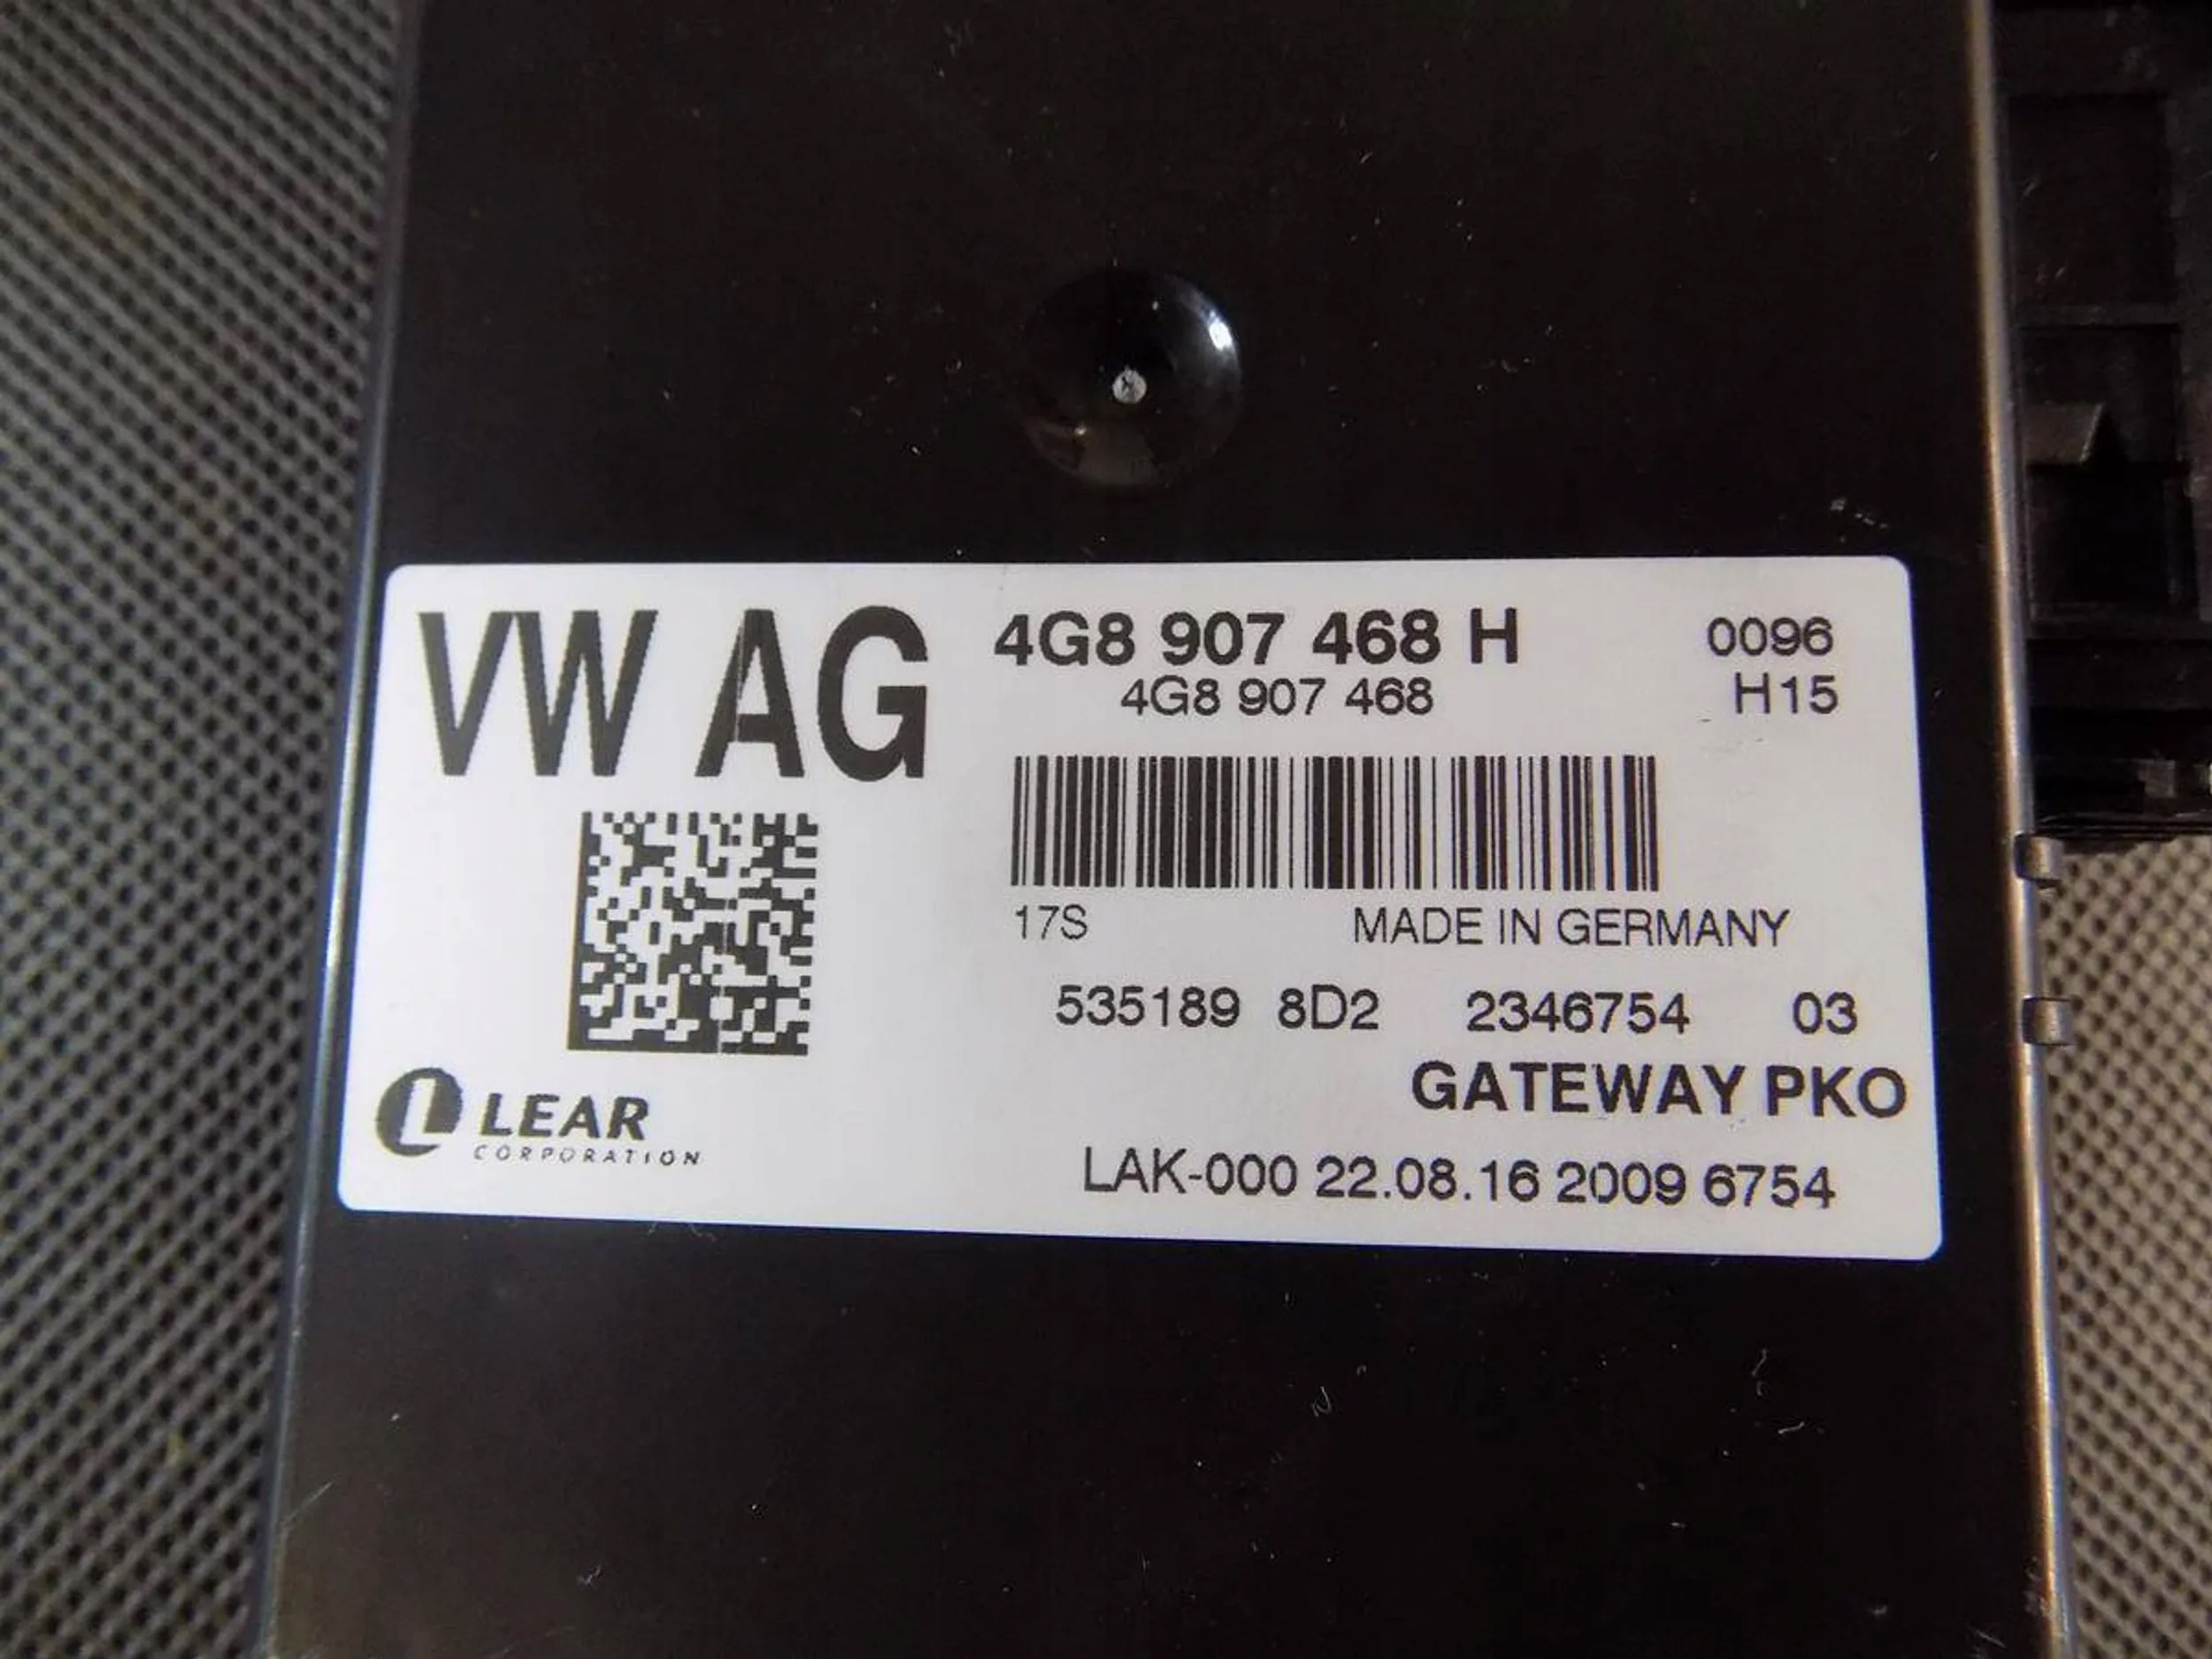 VW AG
4G8 907 468 H 0096
4G8 907 468 H15
17S MADE IN GERMANY
535189 8D2 2346754 03
GATEWAY PKO
LEAR
CORPORATION
LAK-000 22.08.16 2009 6754